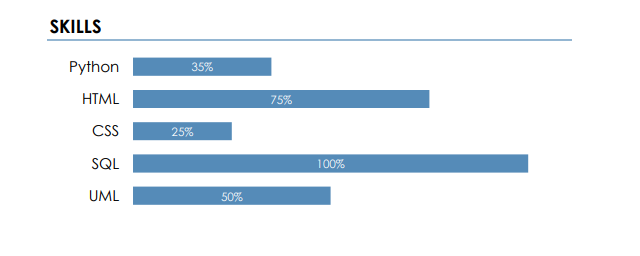 SKILLS
Python 35%
HTML 75%
CSS 25%
SQL 100%
UML 50%